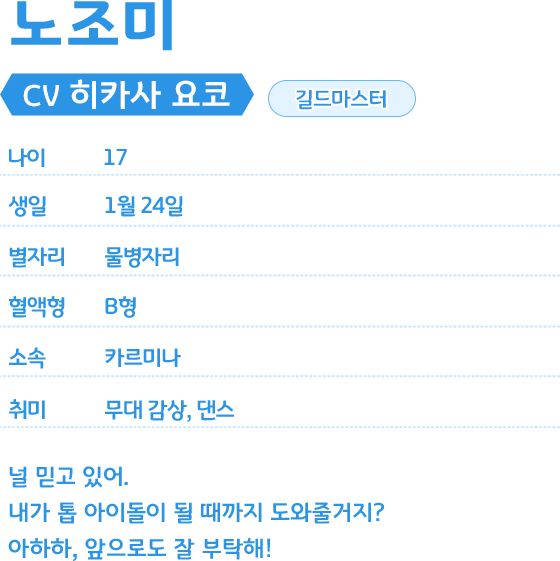 노조미
CV 히카사 요코 길드마스터
나이 17
생일 1월 24일
별자리 물병자리
혈액형 B형
소속 카르미나
취미 무대 감상, 댄스
널 믿고 있어.
내가 톱 아이돌이 될 때까지 도와줄거지?
아하하, 앞으로도 잘 부탁해!